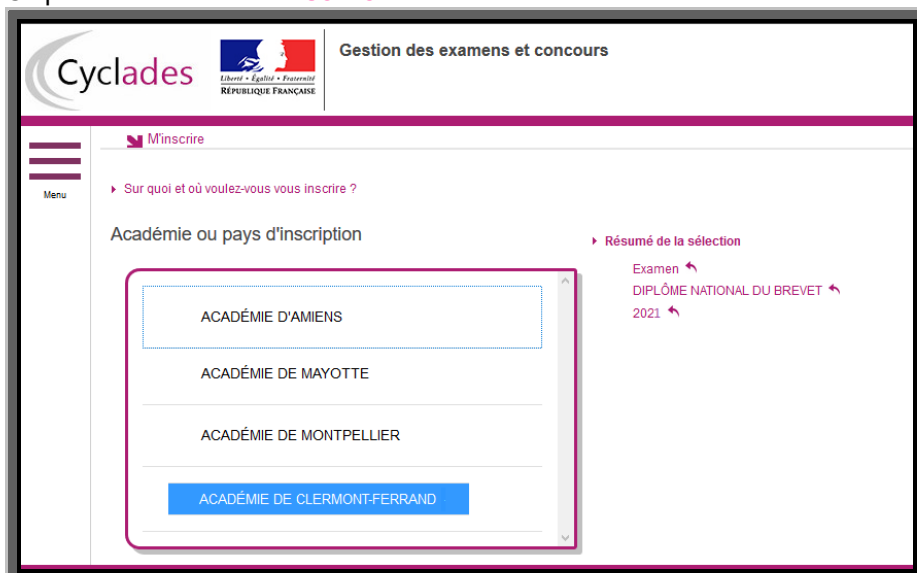 Cyclades
Liberté • Égalité • Fraternité
RÉPUBLIQUE FRANÇAISE
Gestion des examens et concours
M'inscrire
Menu
Sur quoi et où voulez-vous vous inscrire ?
Académie ou pays d'inscription
ACADÉMIE D'AMIENS
ACADÉMIE DE MAYOTTE
ACADÉMIE DE MONTPELLIER
ACADÉMIE DE CLERMONT-FERRAND
Résumé de la sélection
Examen
DIPLÔME NATIONAL DU BREVET
2021